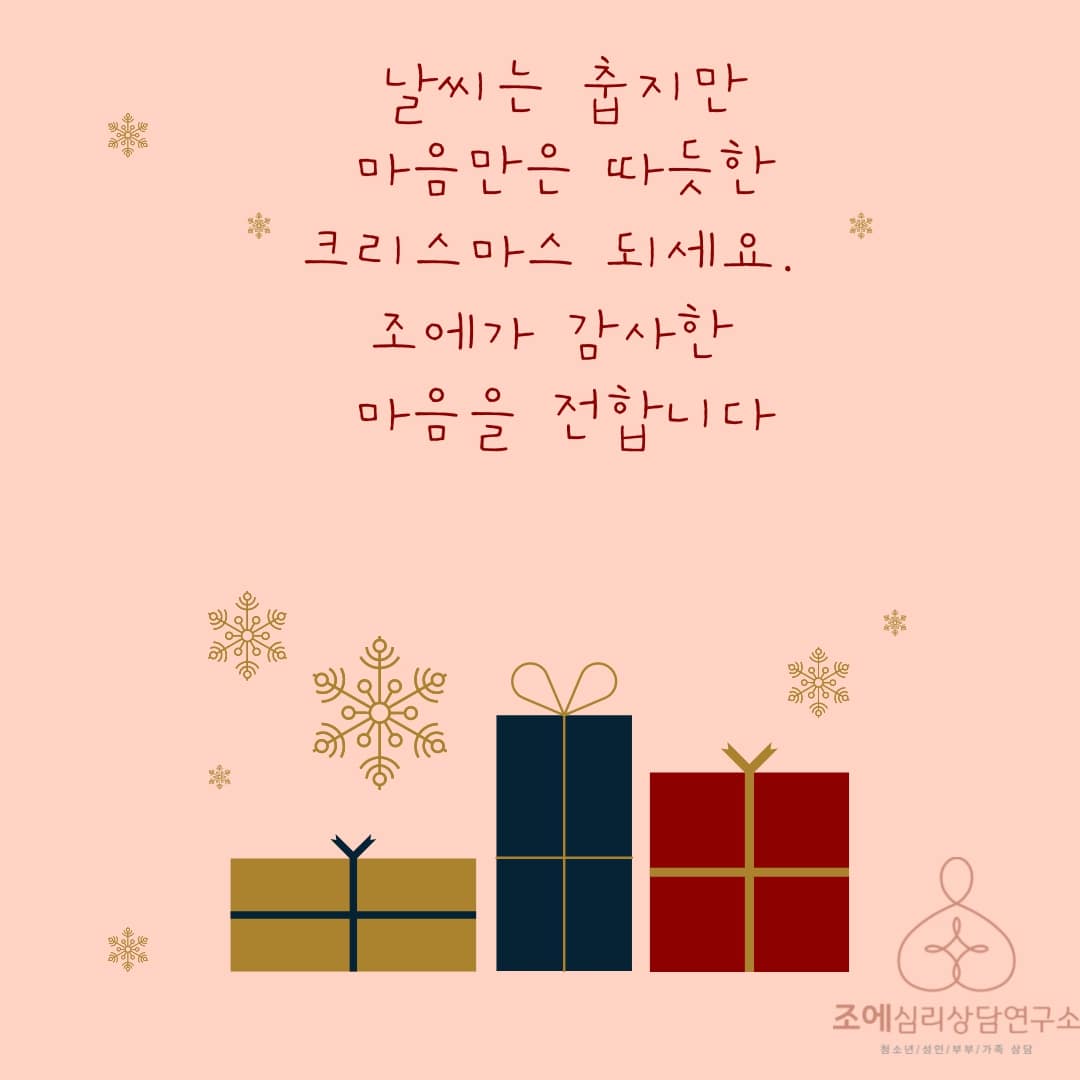 날씨는 춥지만
마음만은 따듯한
크리스마스 되세요.
조에가 감사한
마음을 전합니다
조에심리상담연구소
청소년/성인/부부/가족 상담